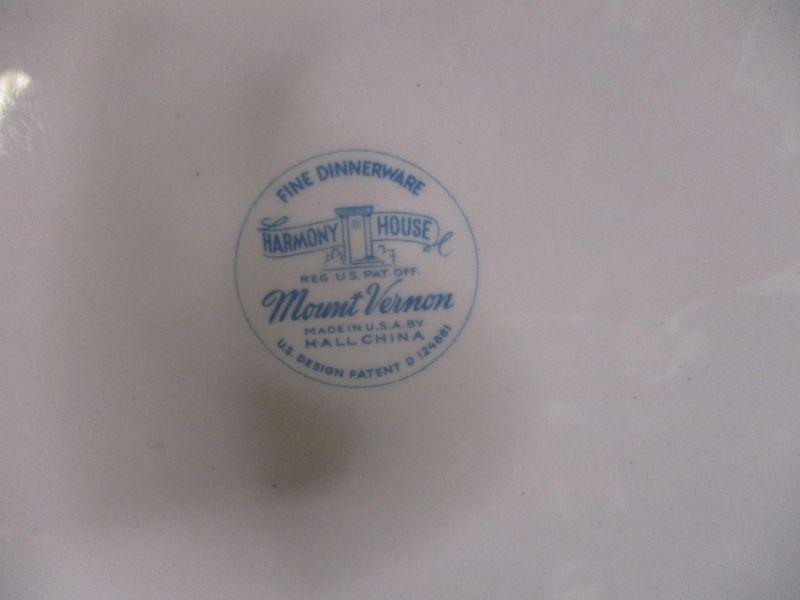 FINE DINNERWARE
HARMONY HOUSE
REG. U.S. PAT. OFF.
Mount Vernon
MADE IN U.S.A. BY
HALL CHINA
U.S. DESIGN PATENT D 124881